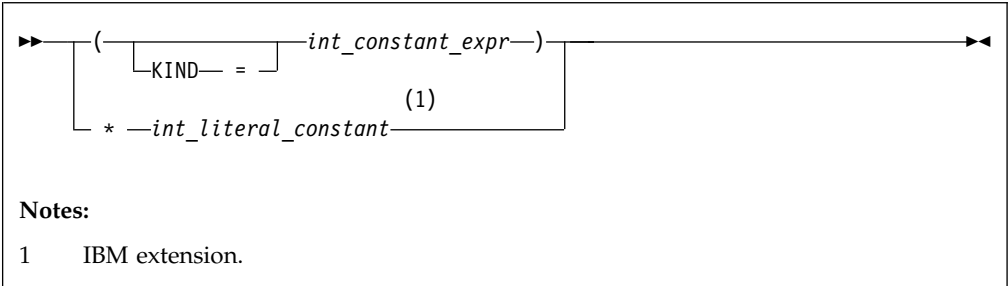 ( int_constant_expr )
KIND =
(1)
* int_literal_constant
Notes:
1 IBM extension.